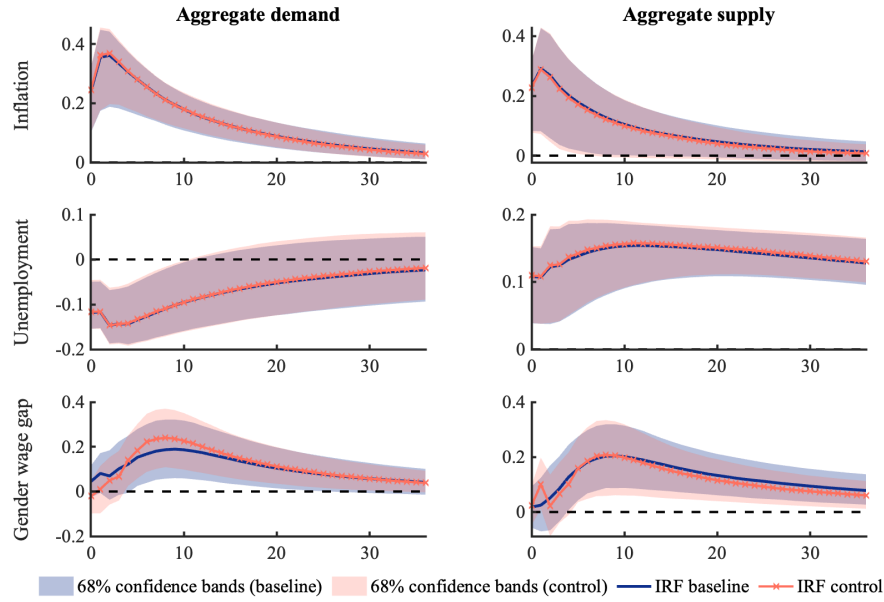 Aggregate demand Aggregate supply
Inflation
0.4
0.2
0
0 10 20 30
0.4
0.2
0
0 10 20 30
Unemployment
0.1
0
-0.1
-0.2
0 10 20 30
0.2
0.1
0
0 10 20 30
Gender wage gap
0.4
0.2
0
-0.2
0 10 20 30
0.4
0.2
0
0 10 20 30
68% confidence bands (baseline) 68% confidence bands (control) IRF baseline IRF control